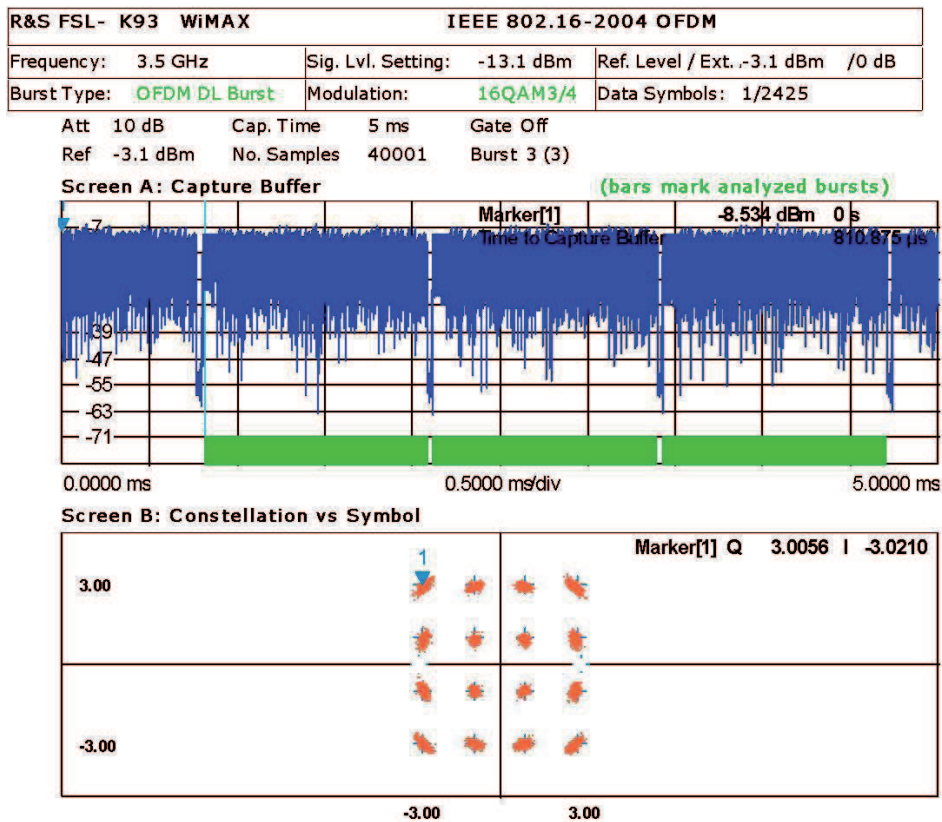 R&S FSL- K93 WiMAX IEEE 802.16-2004 OFDM
Frequency: 3.5 GHz Sig. Lvl. Setting: -13.1 dBm Ref. Level / Ext. .-3.1 dBm /0 dB
Burst Type: OFDM DL Burst Modulation: 16QAM3/4 Data Symbols: 1/2425
Att 10 dB Cap. Time 5 ms Gate Off
Ref -3.1 dBm No. Samples 40001 Burst 3 (3)
Screen A: Capture Buffer (bars mark analyzed bursts)
Marker[1] -8.534 dBm 0 s
-7
Time to Capture Buffer 810.875 µs
-39
-47
-55
-63
-71
0.0000 ms 0.5000 ms/div 5.0000 ms
Screen B: Constellation vs Symbol
Marker[1] Q 3.0056 I -3.0210
1
3.00
-3.00
-3.00 3.00